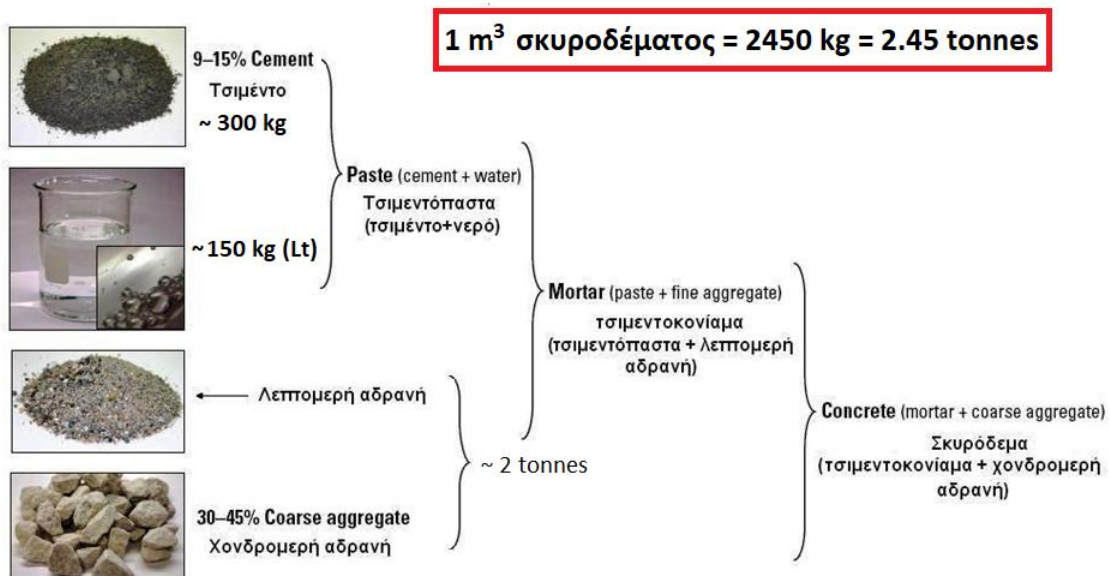 1 m³ σκυροδέματος = 2450 kg = 2.45 tonnes
9–15% Cement
Τσιμέντο
~ 300 kg
Paste (cement + water)
Τσιμεντόπαστα
(τσιμέντο+νερό)
~150 kg (Lt)
Mortar (paste + fine aggregate)
τσιμεντοκονίαμα
(τσιμεντόπαστα + λεπτομερή
αδρανή)
Λεπτομερή αδρανή
Concrete (mortar + coarse aggregate)
Σκυρόδεμα
(τσιμεντοκονίαμα + χονδρομερή
αδρανή)
~ 2 tonnes
30–45% Coarse aggregate
Χονδρομερή αδρανή